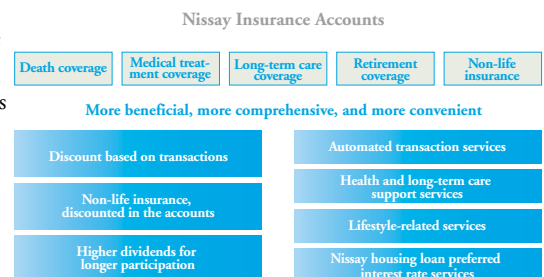 Nissay Insurance Accounts
Death coverage
Medical treat-
ment coverage
Long-term care
coverage
Retirement
coverage
Non-life
insurance
s
More beneficial, more comprehensive, and more convenient
Discount based on transactions
Non-life insurance,
discounted in the accounts
Higher dividends for
longer participation
Automated transaction services
Health and long-term care
support services
Lifestyle-related services
Nissay housing loan preferred
interest rate services